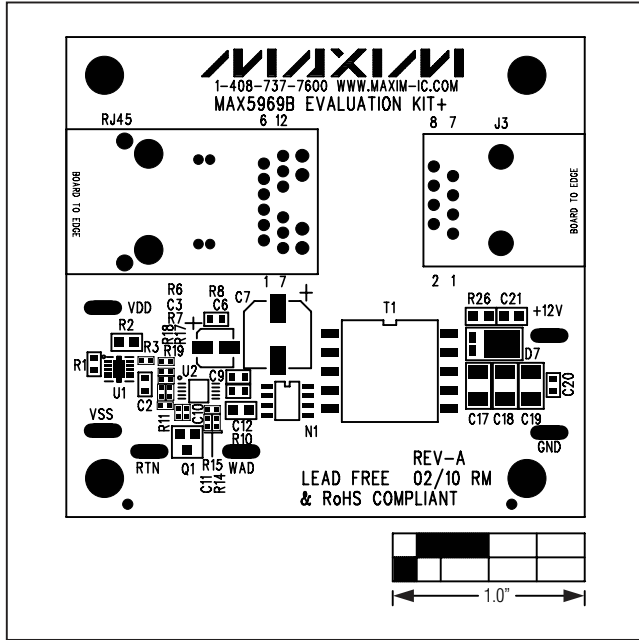 MAXIM
1-408-737-7600 WWW.MAXIM-IC.COM
MAX5969B EVALUATION KIT+
RJ45
6 12
8 7
J3
BOARD TO EDGE
BOARD TO EDGE
1 7
2 1
R6
C3
R7
R8
C6
C7
+
+
T1
R26
C21
+12V
VDD
R2
R18
R17
R3
R19
R1
U1
U2
C9
D7
C2
C20
VSS
R11
C10
C12
R10
N1
C17
C18
C19
RTN
Q1
R15
WAD
GND
C11
R14
REV-A
LEAD FREE 02/10 RM
& RoHS COMPLIANT
1.0"